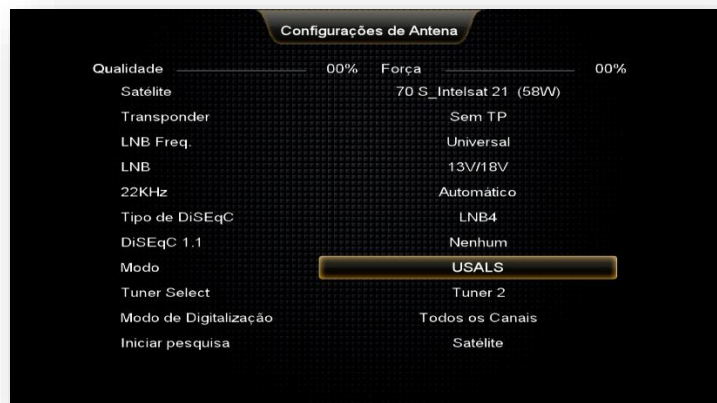 Configurações de Antena
Qualidade 00% Força 00%
Satélite 70 S_Intelsat 21 (58W)
Transponder Sem TP
LNB Freq. Universal
LNB 13V/18V
22KHz Automático
Tipo de DiSEqC LNB4
DiSEqC 1.1 Nenhum
Modo USALS
Tuner Select Tuner 2
Modo de Digitalização Todos os Canais
Iniciar pesquisa Satélite